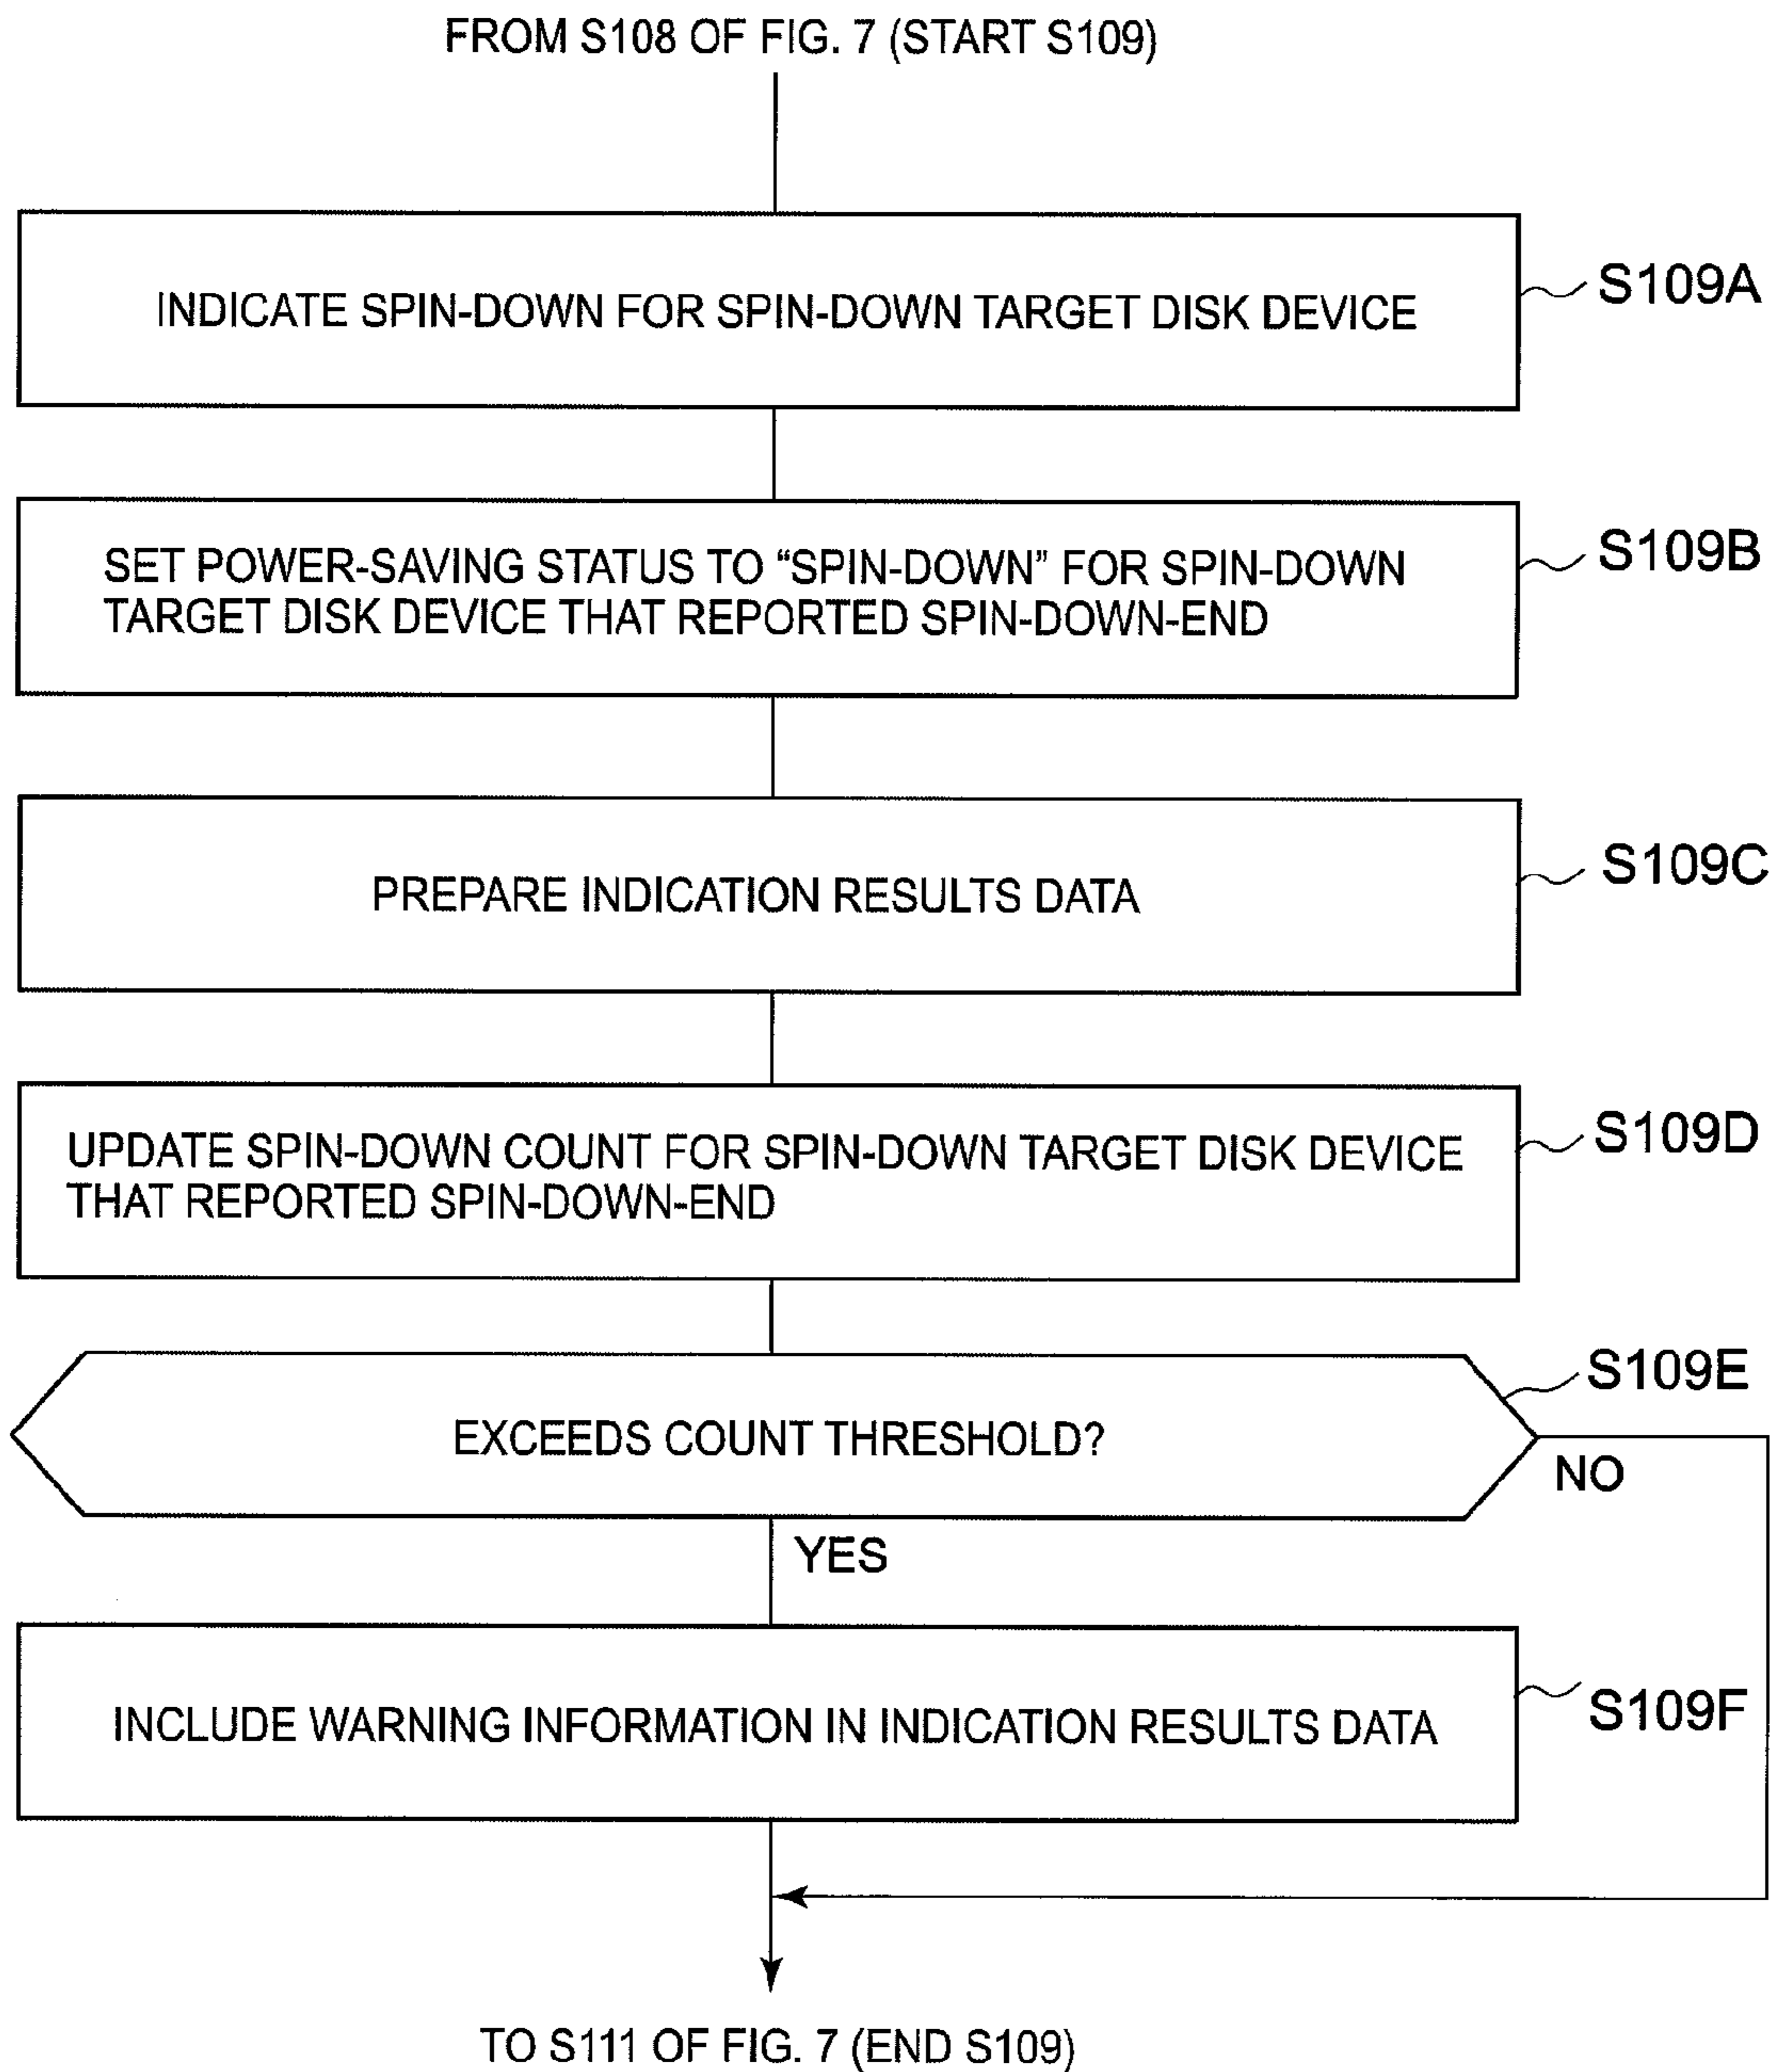 FROM S108 OF FIG. 7 (START S109)
INDICATE SPIN-DOWN FOR SPIN-DOWN TARGET DISK DEVICE
S109A
SET POWER-SAVING STATUS TO “SPIN-DOWN” FOR SPIN-DOWN
TARGET DISK DEVICE THAT REPORTED SPIN-DOWN-END
S109B
PREPARE INDICATION RESULTS DATA
S109C
UPDATE SPIN-DOWN COUNT FOR SPIN-DOWN TARGET DISK DEVICE
THAT REPORTED SPIN-DOWN-END
S109D
EXCEEDS COUNT THRESHOLD?
S109E
NO
YES
INCLUDE WARNING INFORMATION IN INDICATION RESULTS DATA
S109F
TO S111 OF FIG. 7 (END S109)